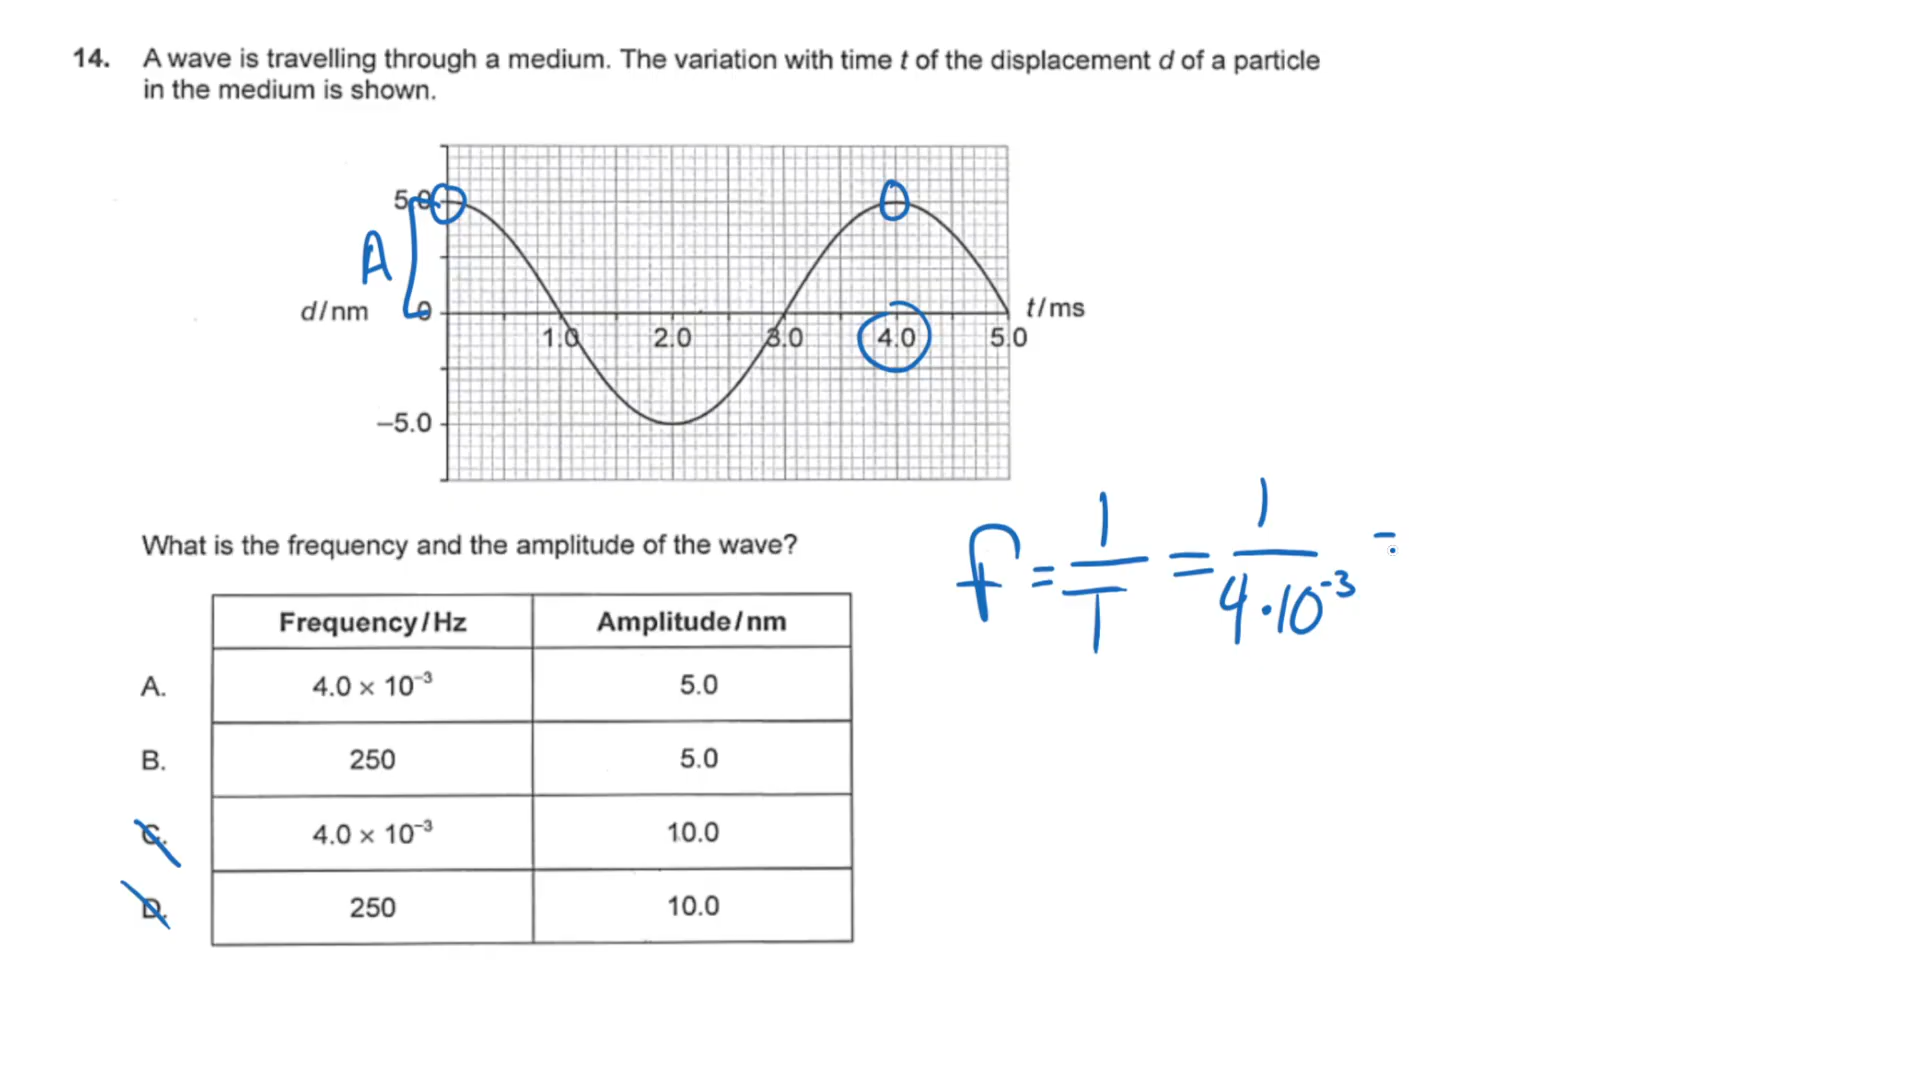 14. A wave is travelling through a medium. The variation with time t of the displacement d of a particle
in the medium is shown.
5.0
A
d/nm
0
t/ms
1.0 2.0 3.0 4.0 5.0
–5.0
f = 1/T = 1/4·10⁻³ =
What is the frequency and the amplitude of the wave?
Frequency/Hz Amplitude/nm
A. 4.0 × 10⁻³ 5.0
B. 250 5.0
C. 4.0 × 10⁻³ 10.0
D. 250 10.0